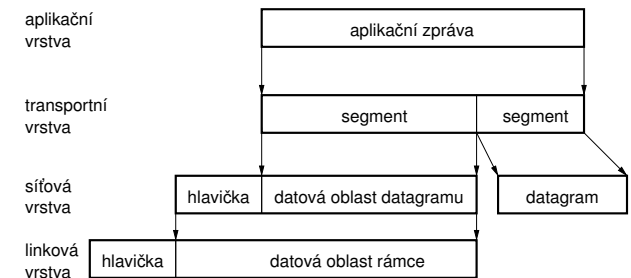 aplikační
vrstva
aplikační zpráva
transportní
vrstva
segment
segment
síťová
vrstva
hlavička
datová oblast datagramu
datagram
linková
vrstva
hlavička
datová oblast rámce